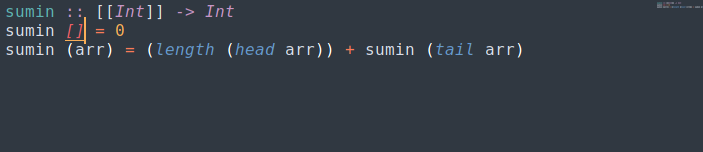 sumin :: [[Int]] -> Int
sumin [] = 0
sumin (arr) = (length (head arr)) + sumin (tail arr)